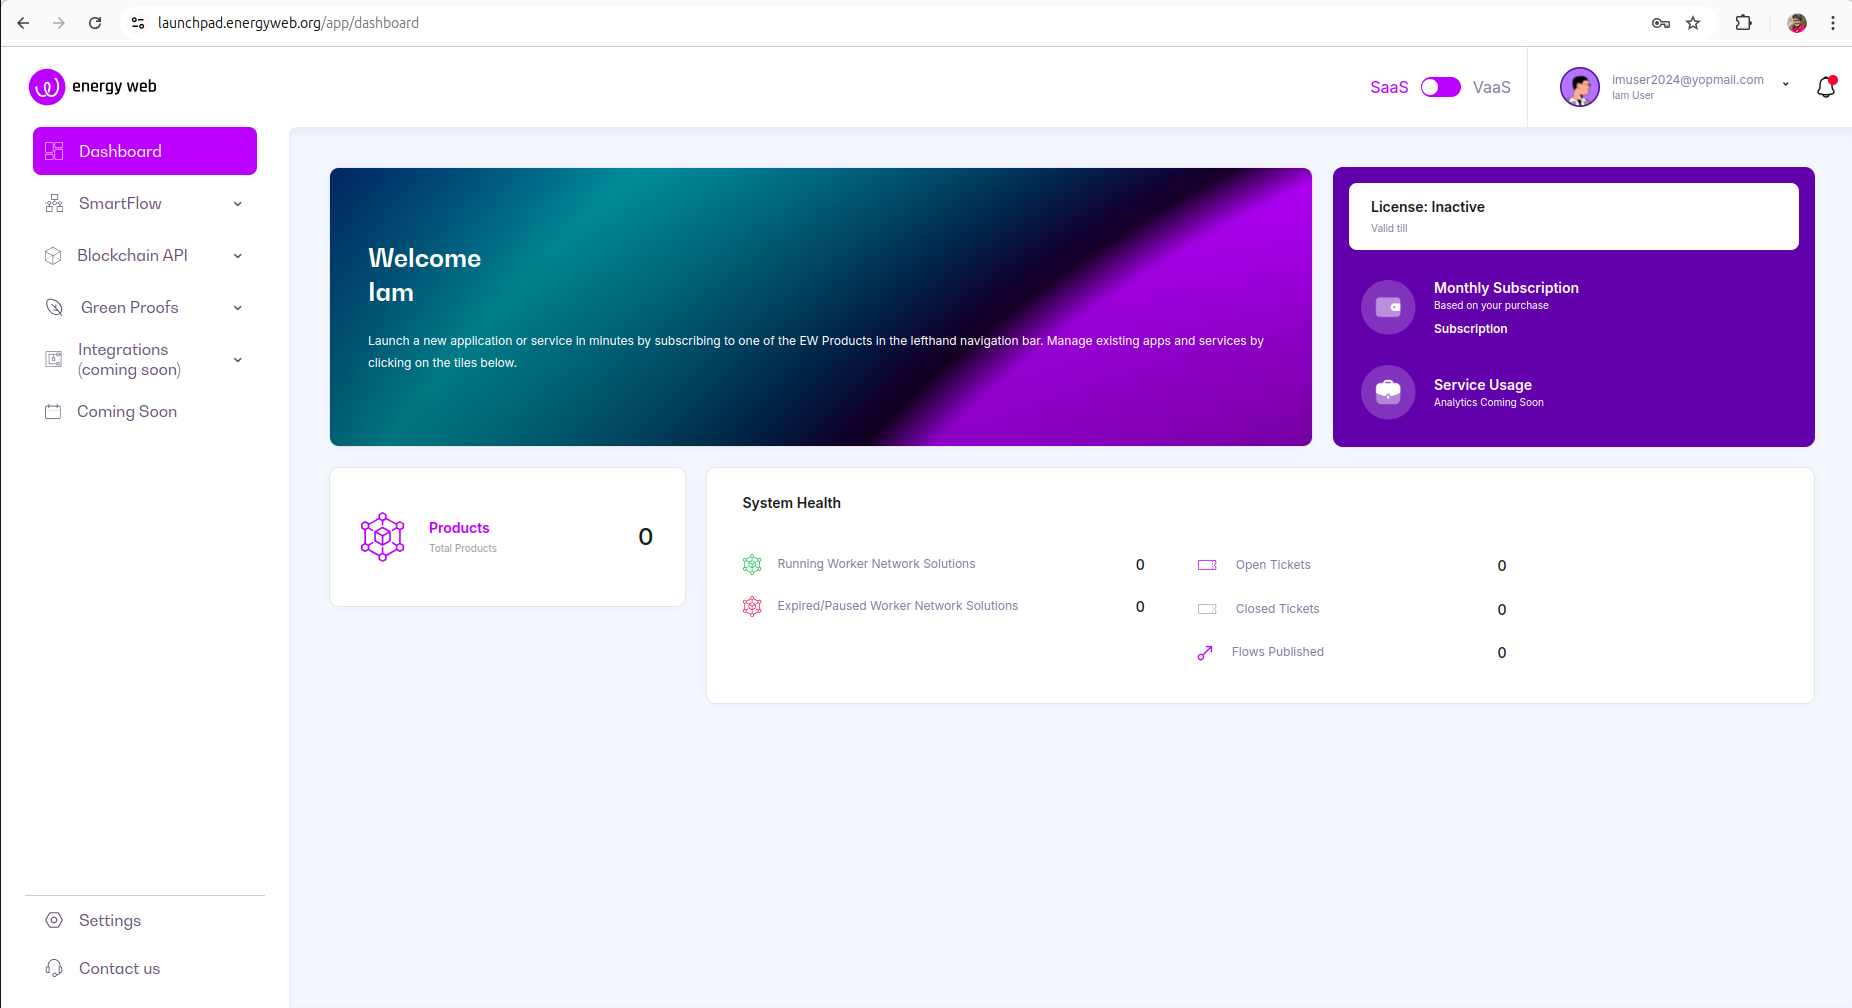 launchpad.energyweb.org/app/dashboard
energy web
SaaS
VaaS
imuser2024@yopmail.com
Iam User
Dashboard
SmartFlow
Blockchain API
Green Proofs
Integrations
(coming soon)
Coming Soon
Settings
Contact us
Welcome
Iam
Launch a new application or service in minutes by subscribing to one of the EW Products in the lefthand navigation bar. Manage existing apps and services by
clicking on the tiles below.
License: Inactive
Valid till
Monthly Subscription
Based on your purchase
Subscription
Service Usage
Analytics Coming Soon
Products
Total Products
0
System Health
Running Worker Network Solutions 0
Expired/Paused Worker Network Solutions 0
Open Tickets 0
Closed Tickets 0
Flows Published 0